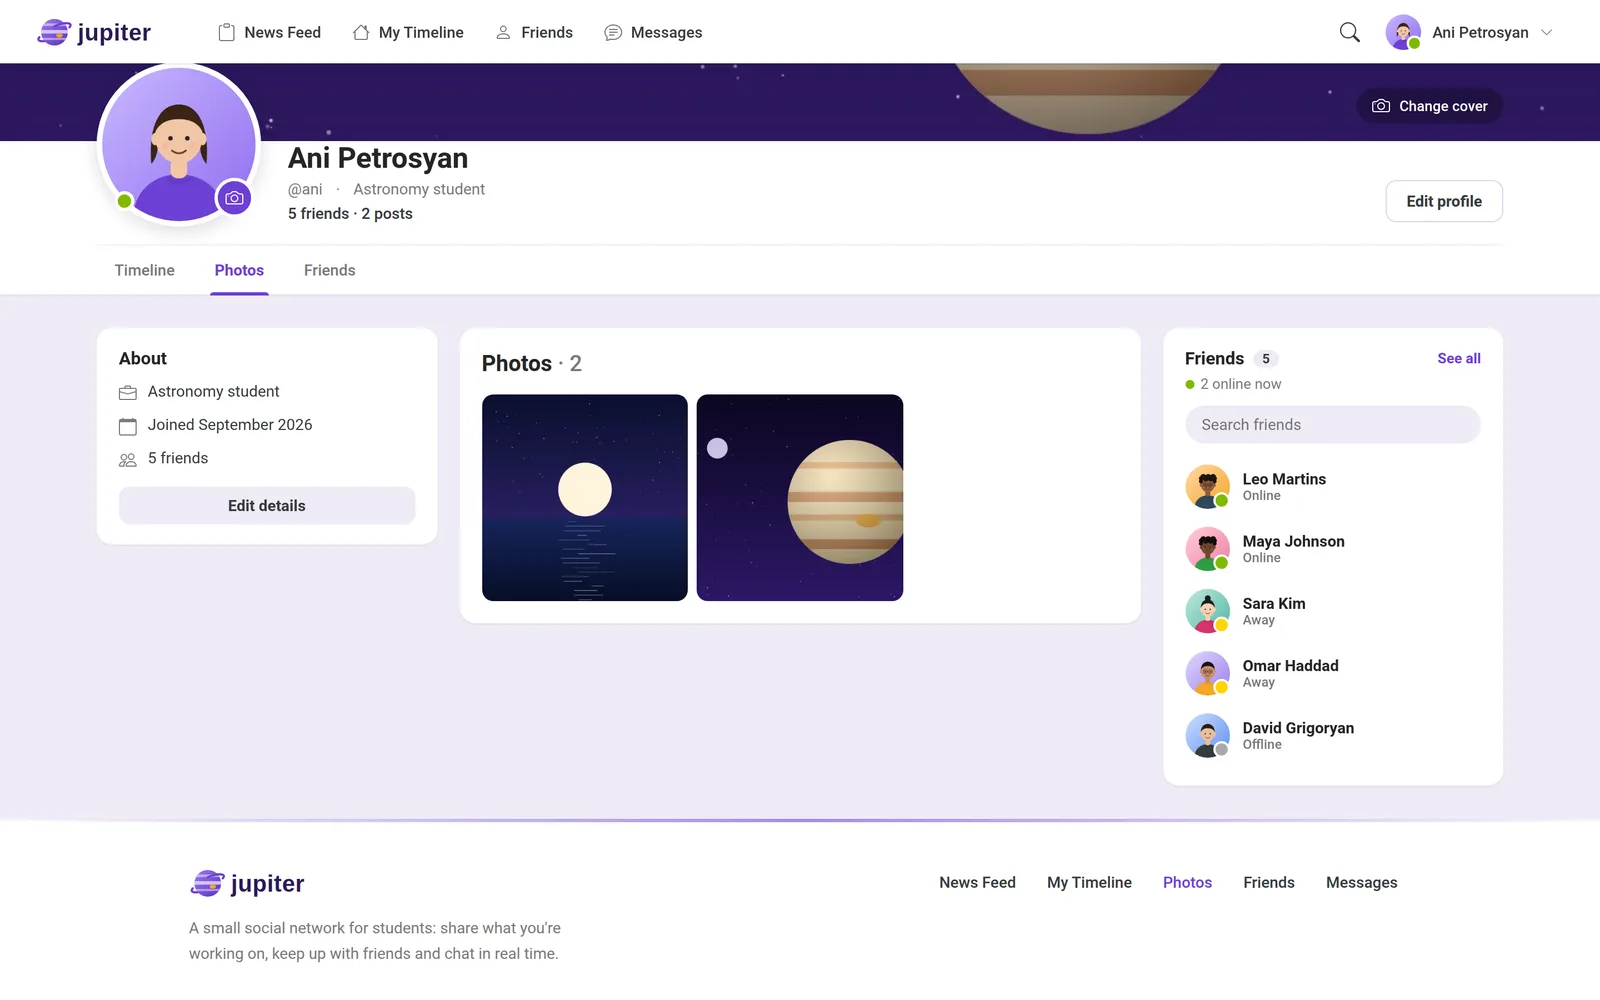 jupiter
News Feed
My Timeline
Friends
Messages
Ani Petrosyan
Change cover
Ani Petrosyan
@ani · Astronomy student
5 friends · 2 posts
Edit profile
Timeline
Photos
Friends
About
Astronomy student
Joined September 2026
5 friends
Edit details
Photos · 2
Friends 5
See all
2 online now
Search friends
Leo Martins
Online
Maya Johnson
Online
Sara Kim
Away
Omar Haddad
Away
David Grigoryan
Offline
jupiter
A small social network for students: share what you're
working on, keep up with friends and chat in real time.
News Feed
My Timeline
Photos
Friends
Messages